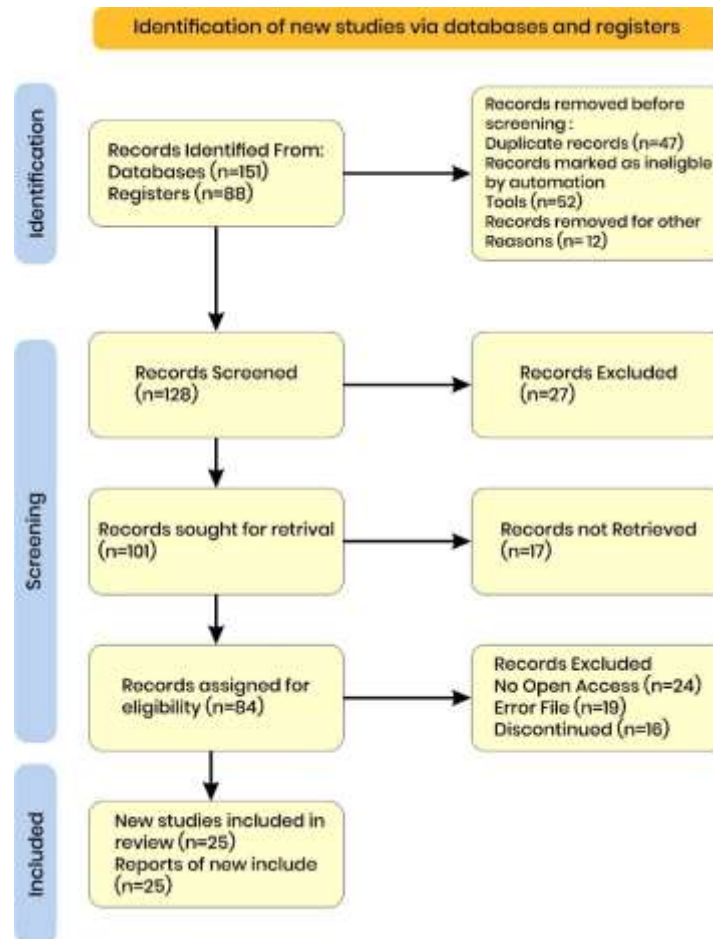 Identification of new studies via databases and registers
Identification
Records Identified From:
Databases (n=151)
Registers (n=88)
Records removed before
screening :
Duplicate records (n=47)
Records marked as ineligible
by automation
Tools (n=52)
Records removed for other
Reasons (n= 12)
Screening
Records Screened
(n=128)
Records Excluded
(n=27)
Records sought for retrival
(n=101)
Records not Retrieved
(n=17)
Records assigned for
eligibility (n=84)
Records Excluded
No Open Access (n=24)
Error File (n=19)
Discontinued (n=16)
Included
New studies included in
review (n=25)
Reports of new include
(n=25)